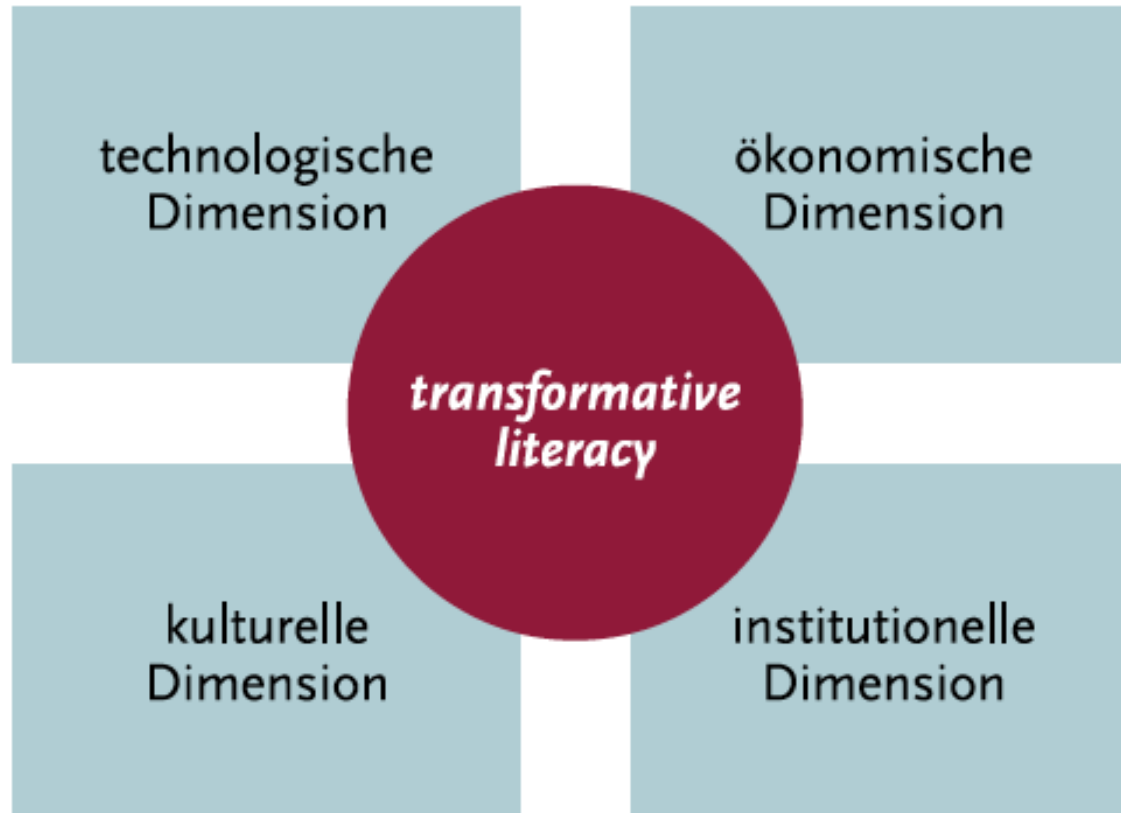 technologische
Dimension
ökonomische
Dimension
transformative
literacy
kulturelle
Dimension
institutionelle
Dimension